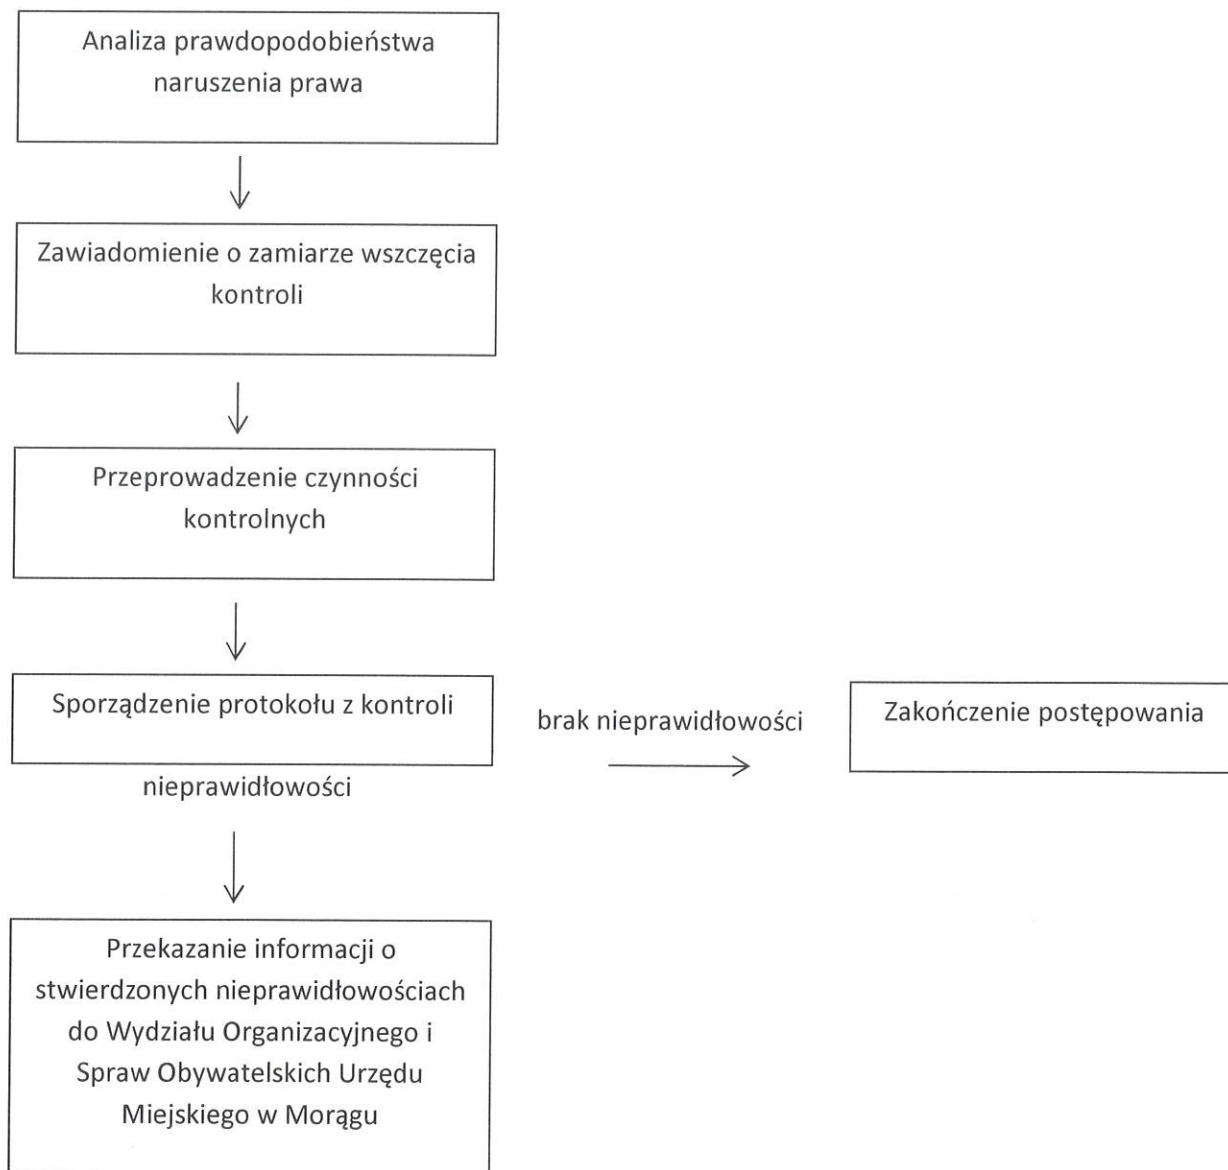 Analiza prawdopodobieństwa
naruszenia prawa
Zawiadomienie o zamiarze wszczęcia
kontroli
Przeprowadzenie czynności
kontrolnych
Sporządzenie protokołu z kontroli
brak nieprawidłowości
Zakończenie postępowania
nieprawidłowości
Przekazanie informacji o
stwierdzonych nieprawidłowościach
do Wydziału Organizacyjnego i
Spraw Obywatelskich Urzędu
Miejskiego w Morągu